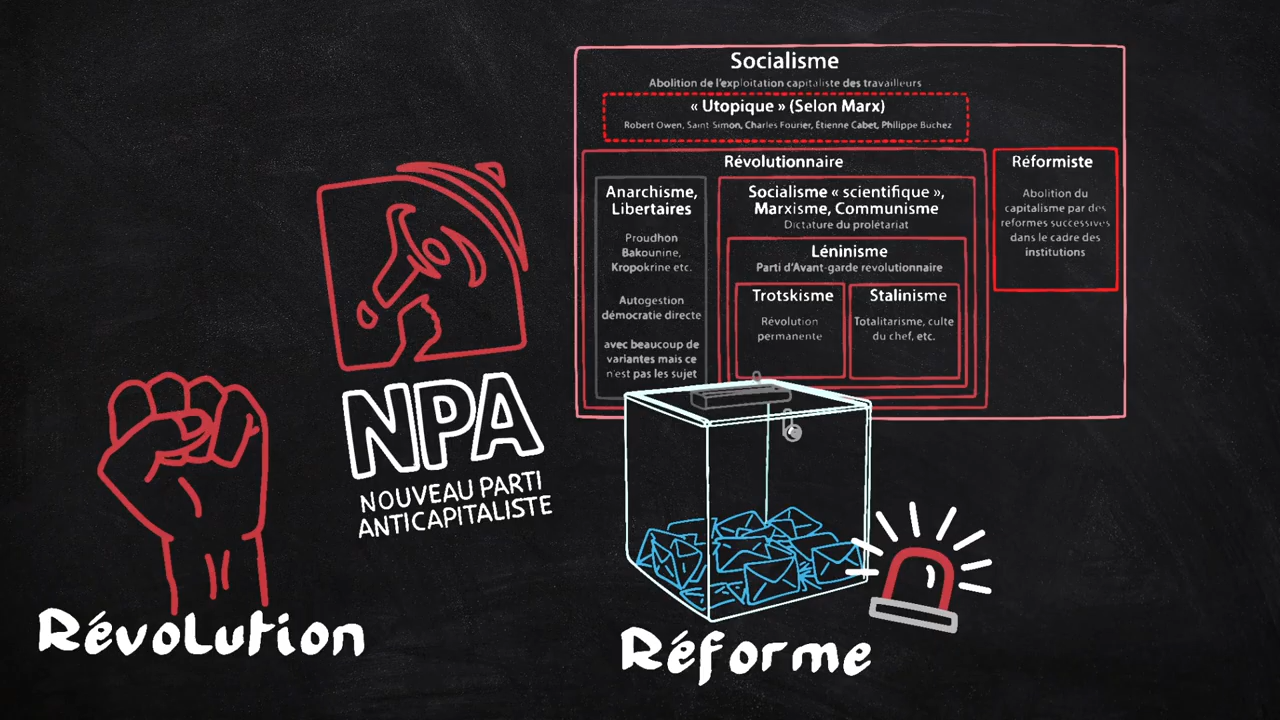 Socialisme
Abolition de l'exploitation capitaliste des travailleurs
« Utopique » (Selon Marx)
Robert Owen, Saint-Simon, Charles Fourier, Étienne Cabet, Philippe Buchez
Révolutionnaire
Anarchisme,
Libertaires
Proudhon
Bakounine,
Kropokrine etc.
Autogestion
démocratie directe
avec beaucoup de
variantes mais ce
n'est pas les sujet
Socialisme « scientifique »,
Marxisme, Communisme
Dictature du prolétariat
Léninisme
Parti d'Avant-garde revolutionnaire
Trotskisme
Révolution
permanente
Stalinisme
Totalitarisme, culte
du chef, etc.
Réformiste
Abolition du
capitalisme par des
réformes successives
dans le cadre des
institutions
NPA
NOUVEAU PARTI
ANTICAPITALISTE
Révolution
Réforme